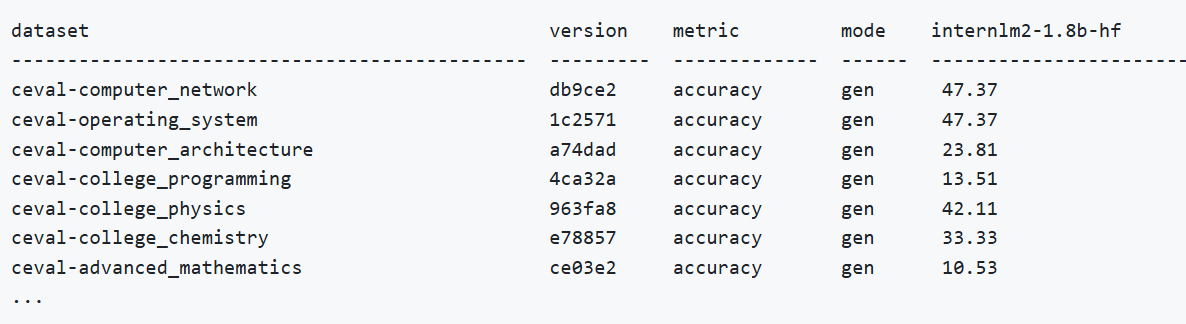 dataset version metric mode internlm2-1.8b-hf
---------------------------------------------- --------- ------------- ------ -----------------------
ceval-computer_network db9ce2 accuracy gen 47.37
ceval-operating_system 1c2571 accuracy gen 47.37
ceval-computer_architecture a74dad accuracy gen 23.81
ceval-college_programming 4ca32a accuracy gen 13.51
ceval-college_physics 963fa8 accuracy gen 42.11
ceval-college_chemistry e78857 accuracy gen 33.33
ceval-advanced_mathematics ce03e2 accuracy gen 10.53
...